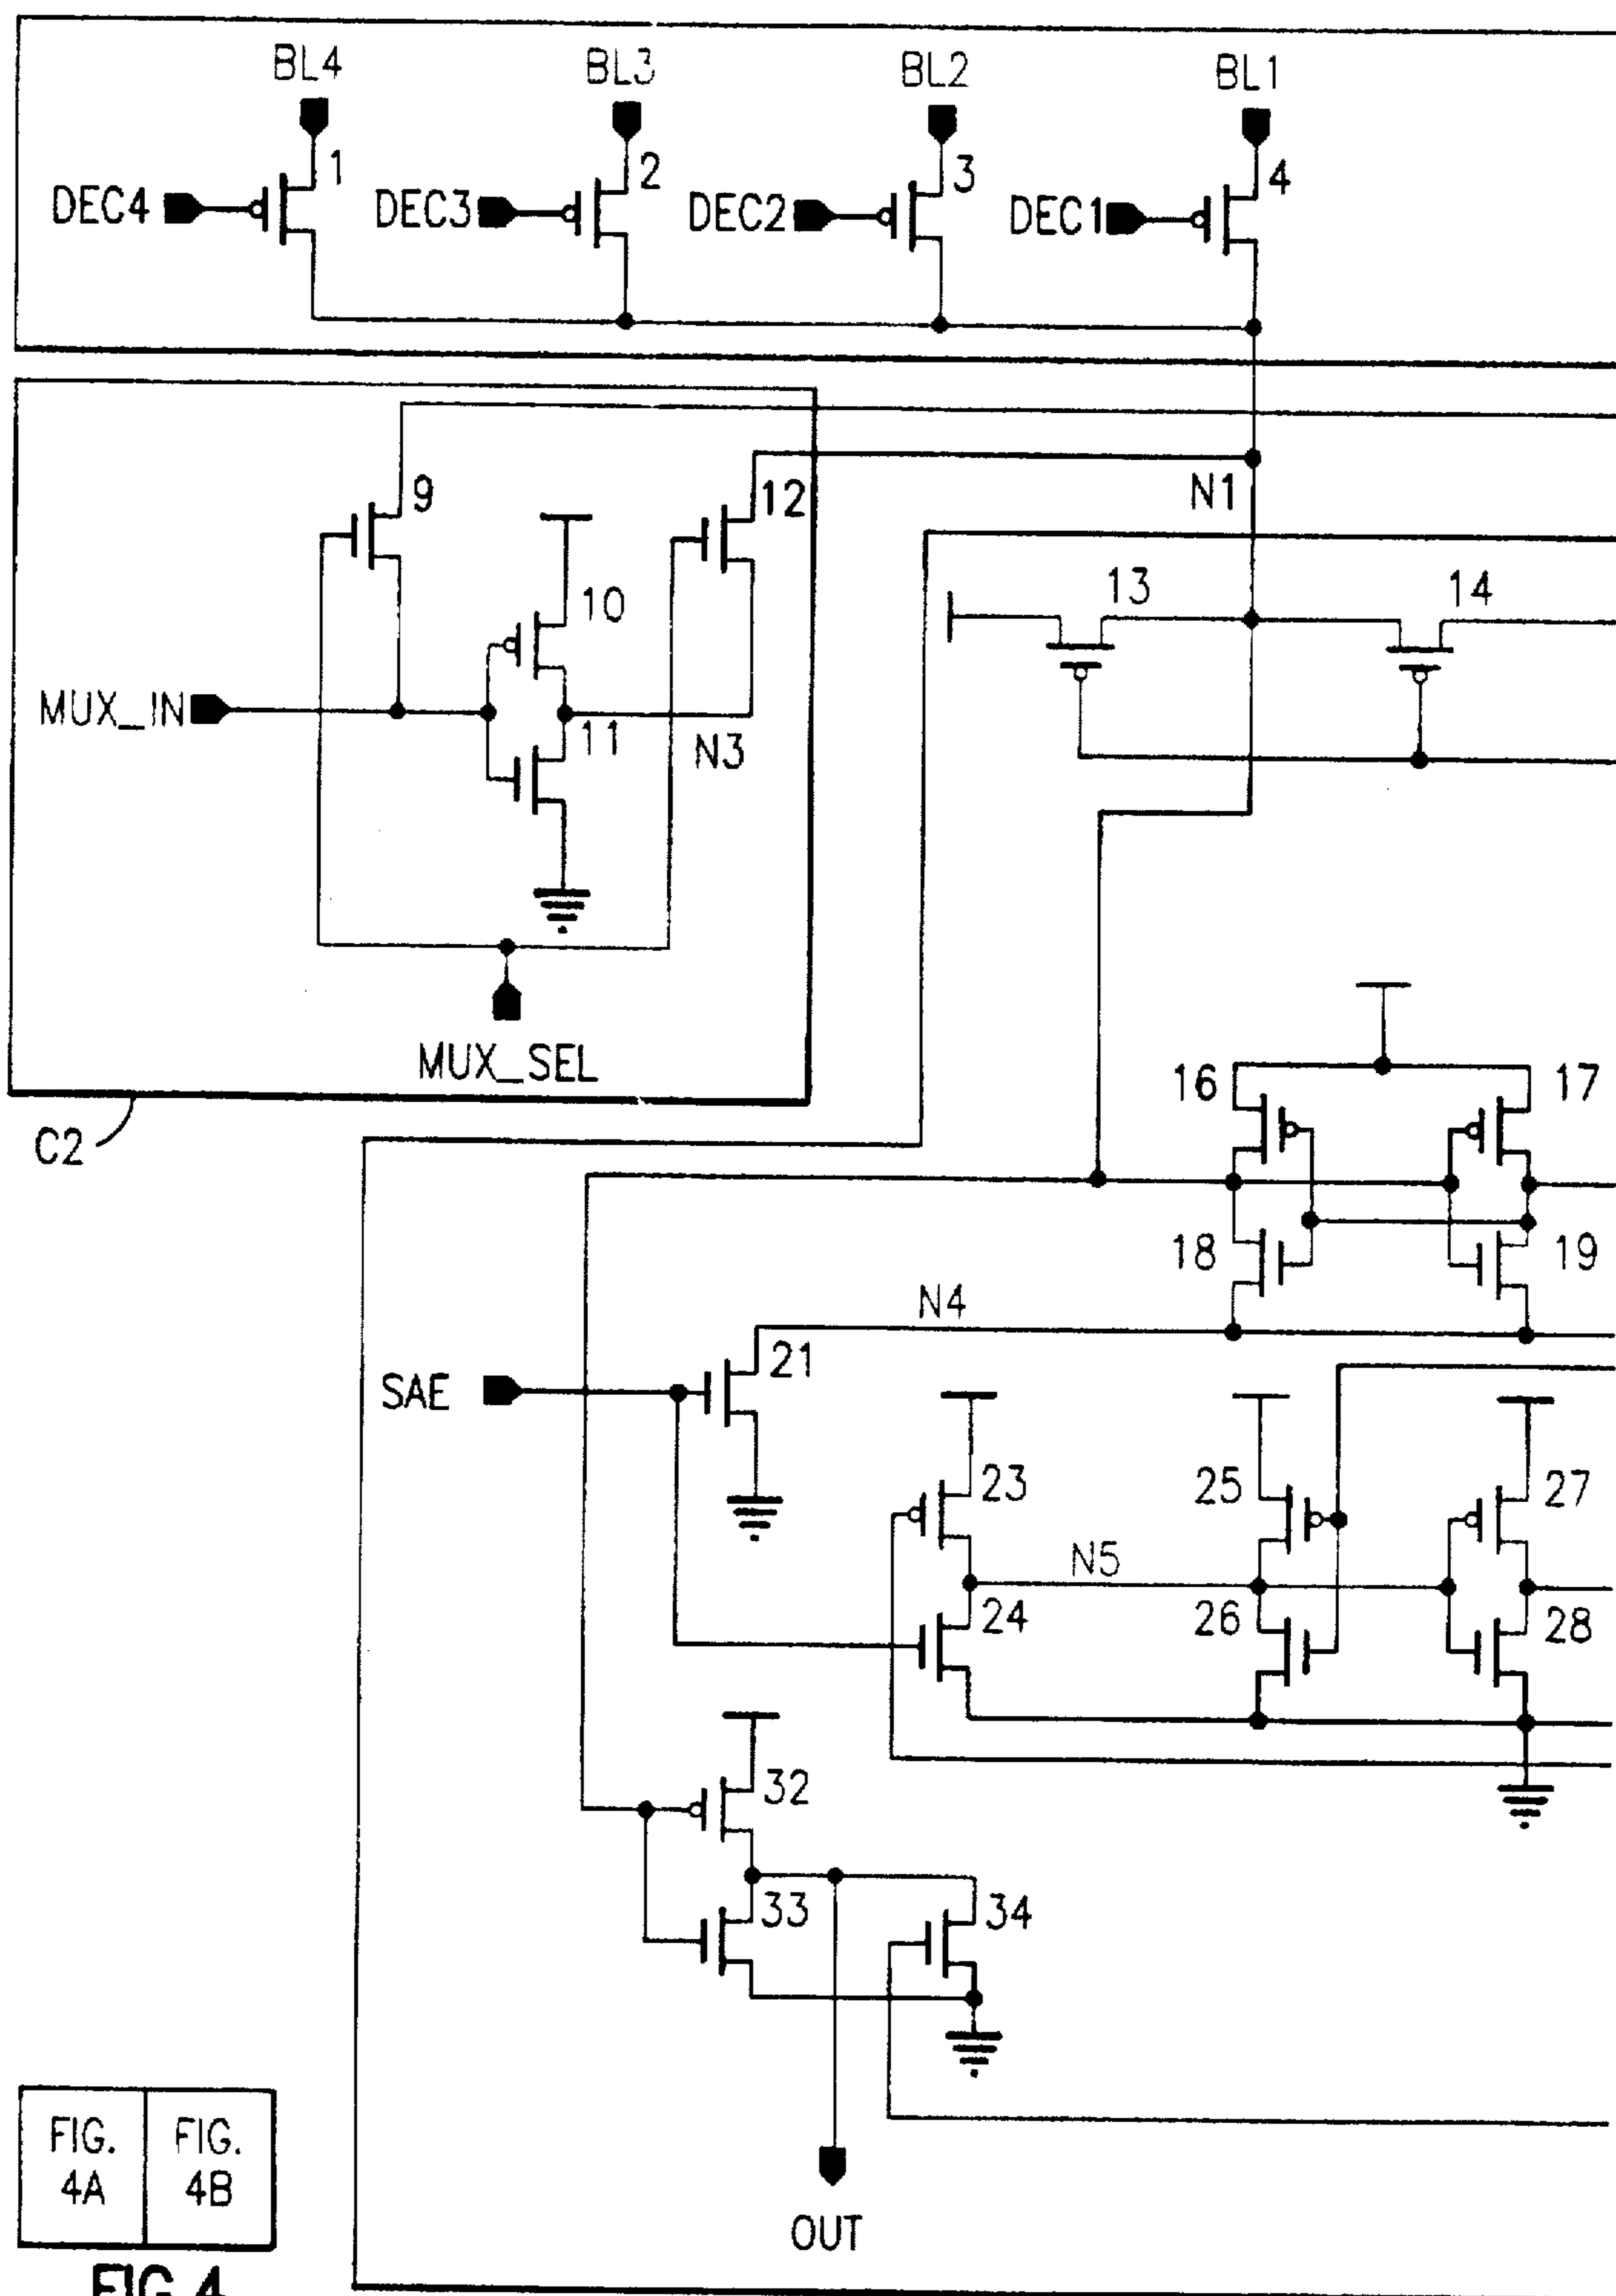 BL4 BL3 BL2 BL1
1 2 3 4
DEC4 DEC3 DEC2 DEC1
9 12 N1
10 13 14
MUX_IN 11 N3
MUX_SEL
16 17
C2
18 19
N4
SAE 21
23 25 27
N5
24 26 28
32
33 34
OUT
FIG. 4A FIG. 4B
FIG. 4